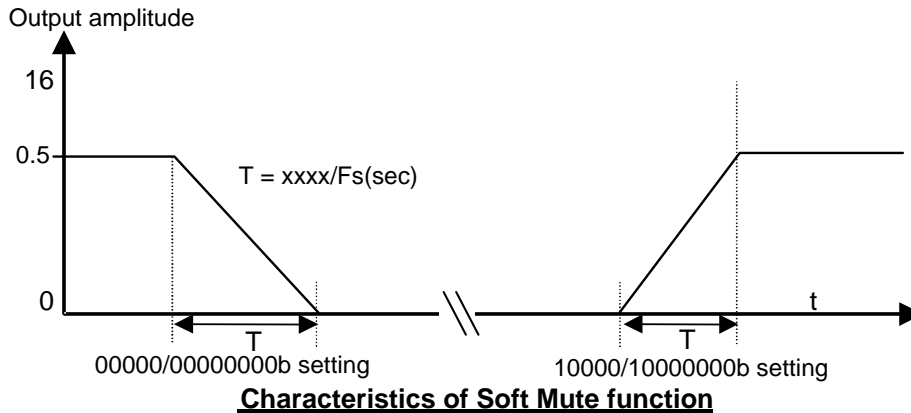 Output amplitude
16
0.5
T = xxxx/Fs(sec)
0
t
T
T
00000/00000000b setting
10000/10000000b setting
Characteristics of Soft Mute function